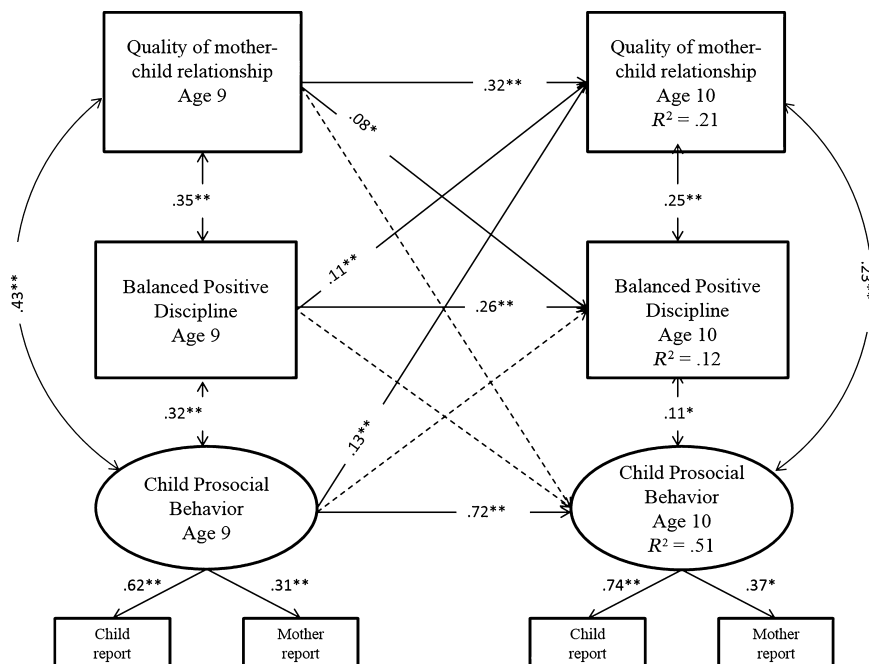 Quality of mother-
child relationship
Age 9
Quality of mother-
child relationship
Age 10
R² = .21
.32**
.08*
.35**
.25**
.43**
.11**
Balanced Positive
Discipline
Age 9
.26**
Balanced Positive
Discipline
Age 10
R² = .12
.32**
.13**
.11*
Child Prosocial
Behavior
Age 9
.72**
Child Prosocial
Behavior
Age 10
R² = .51
.62**
.31**
.74**
.37*
Child
report
Mother
report
Child
report
Mother
report